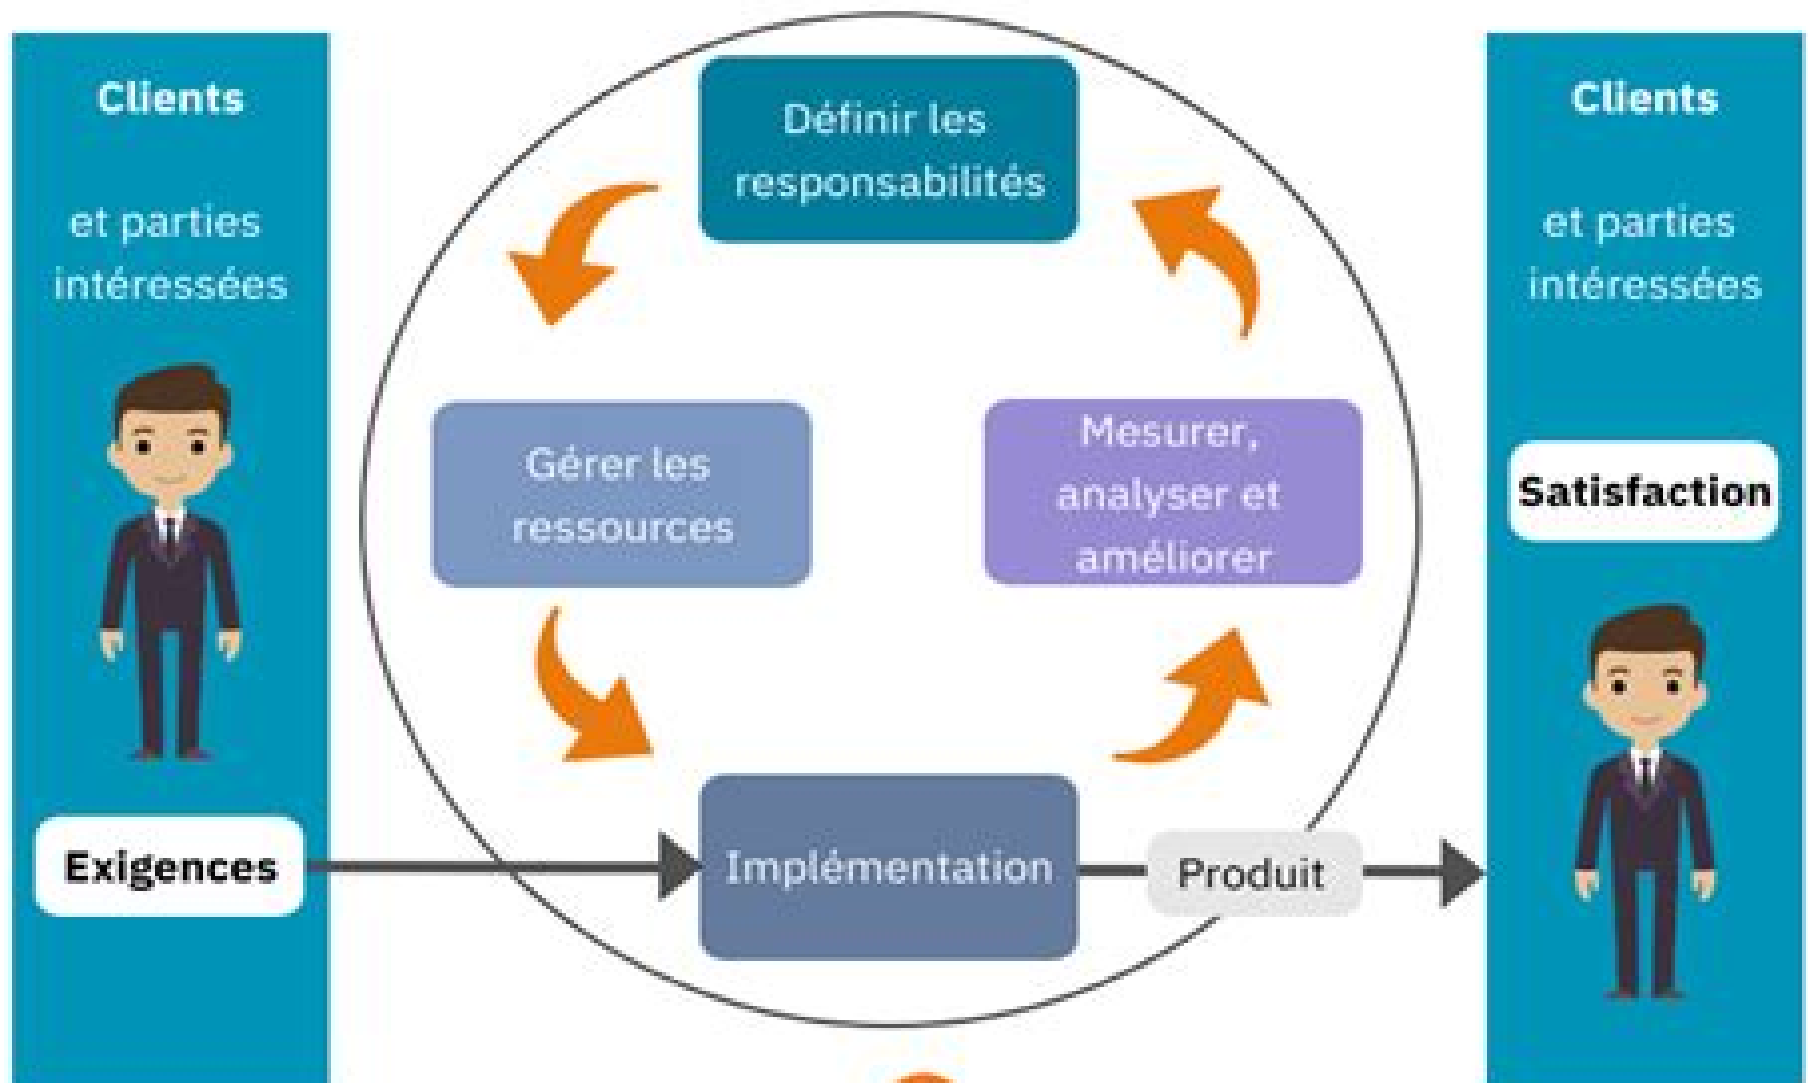 Clients
et parties
intéressées
Exigences
Définir les
responsabilités
Gérer les
ressources
Mesurer,
analyser et
améliorer
Implémentation
Produit
Clients
et parties
intéressées
Satisfaction